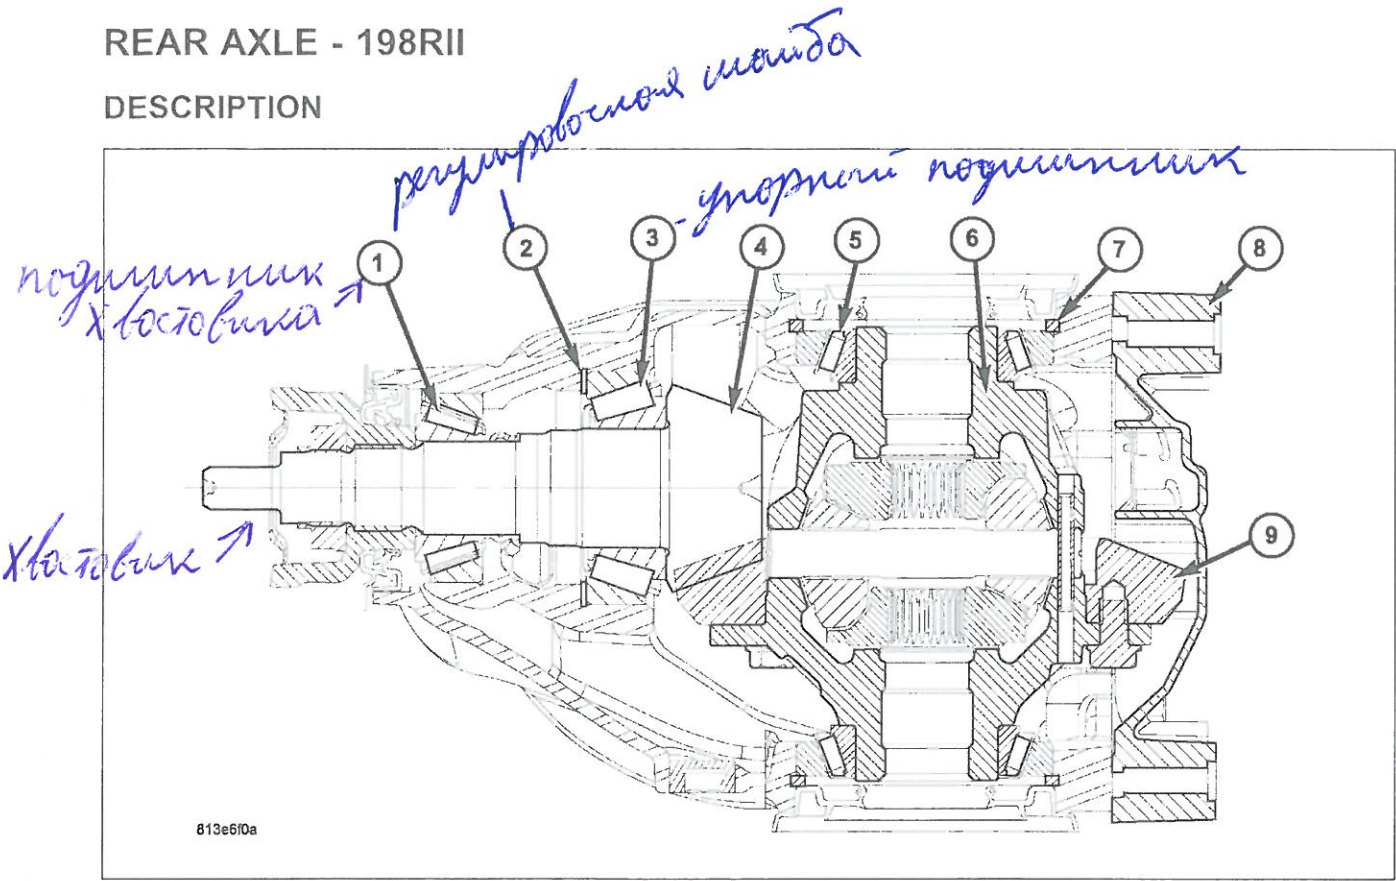 REAR AXLE - 198RII
DESCRIPTION
регулировочная шайба
- упорный подшипник
1
2
3
4
5
6
7
8
подшипник
хвостовика
Хвостовик
9
813e6f0a